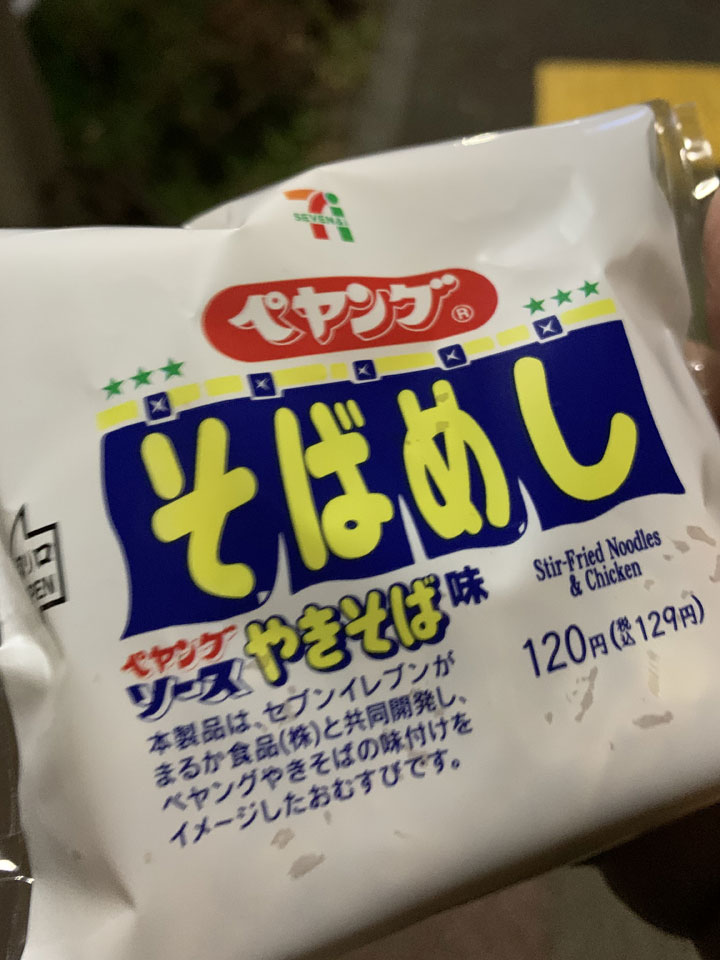 SEVEN&i
ペヤング®
そばめし
Stir-Fried Noodles
& Chicken
120円(税込129円)
ペヤング
ソースやきそば味
本製品は、セブンイレブンが
まるか食品(株)と共同開発し、
ペヤングやきそばの味付けを
イメージしたおむすびです。